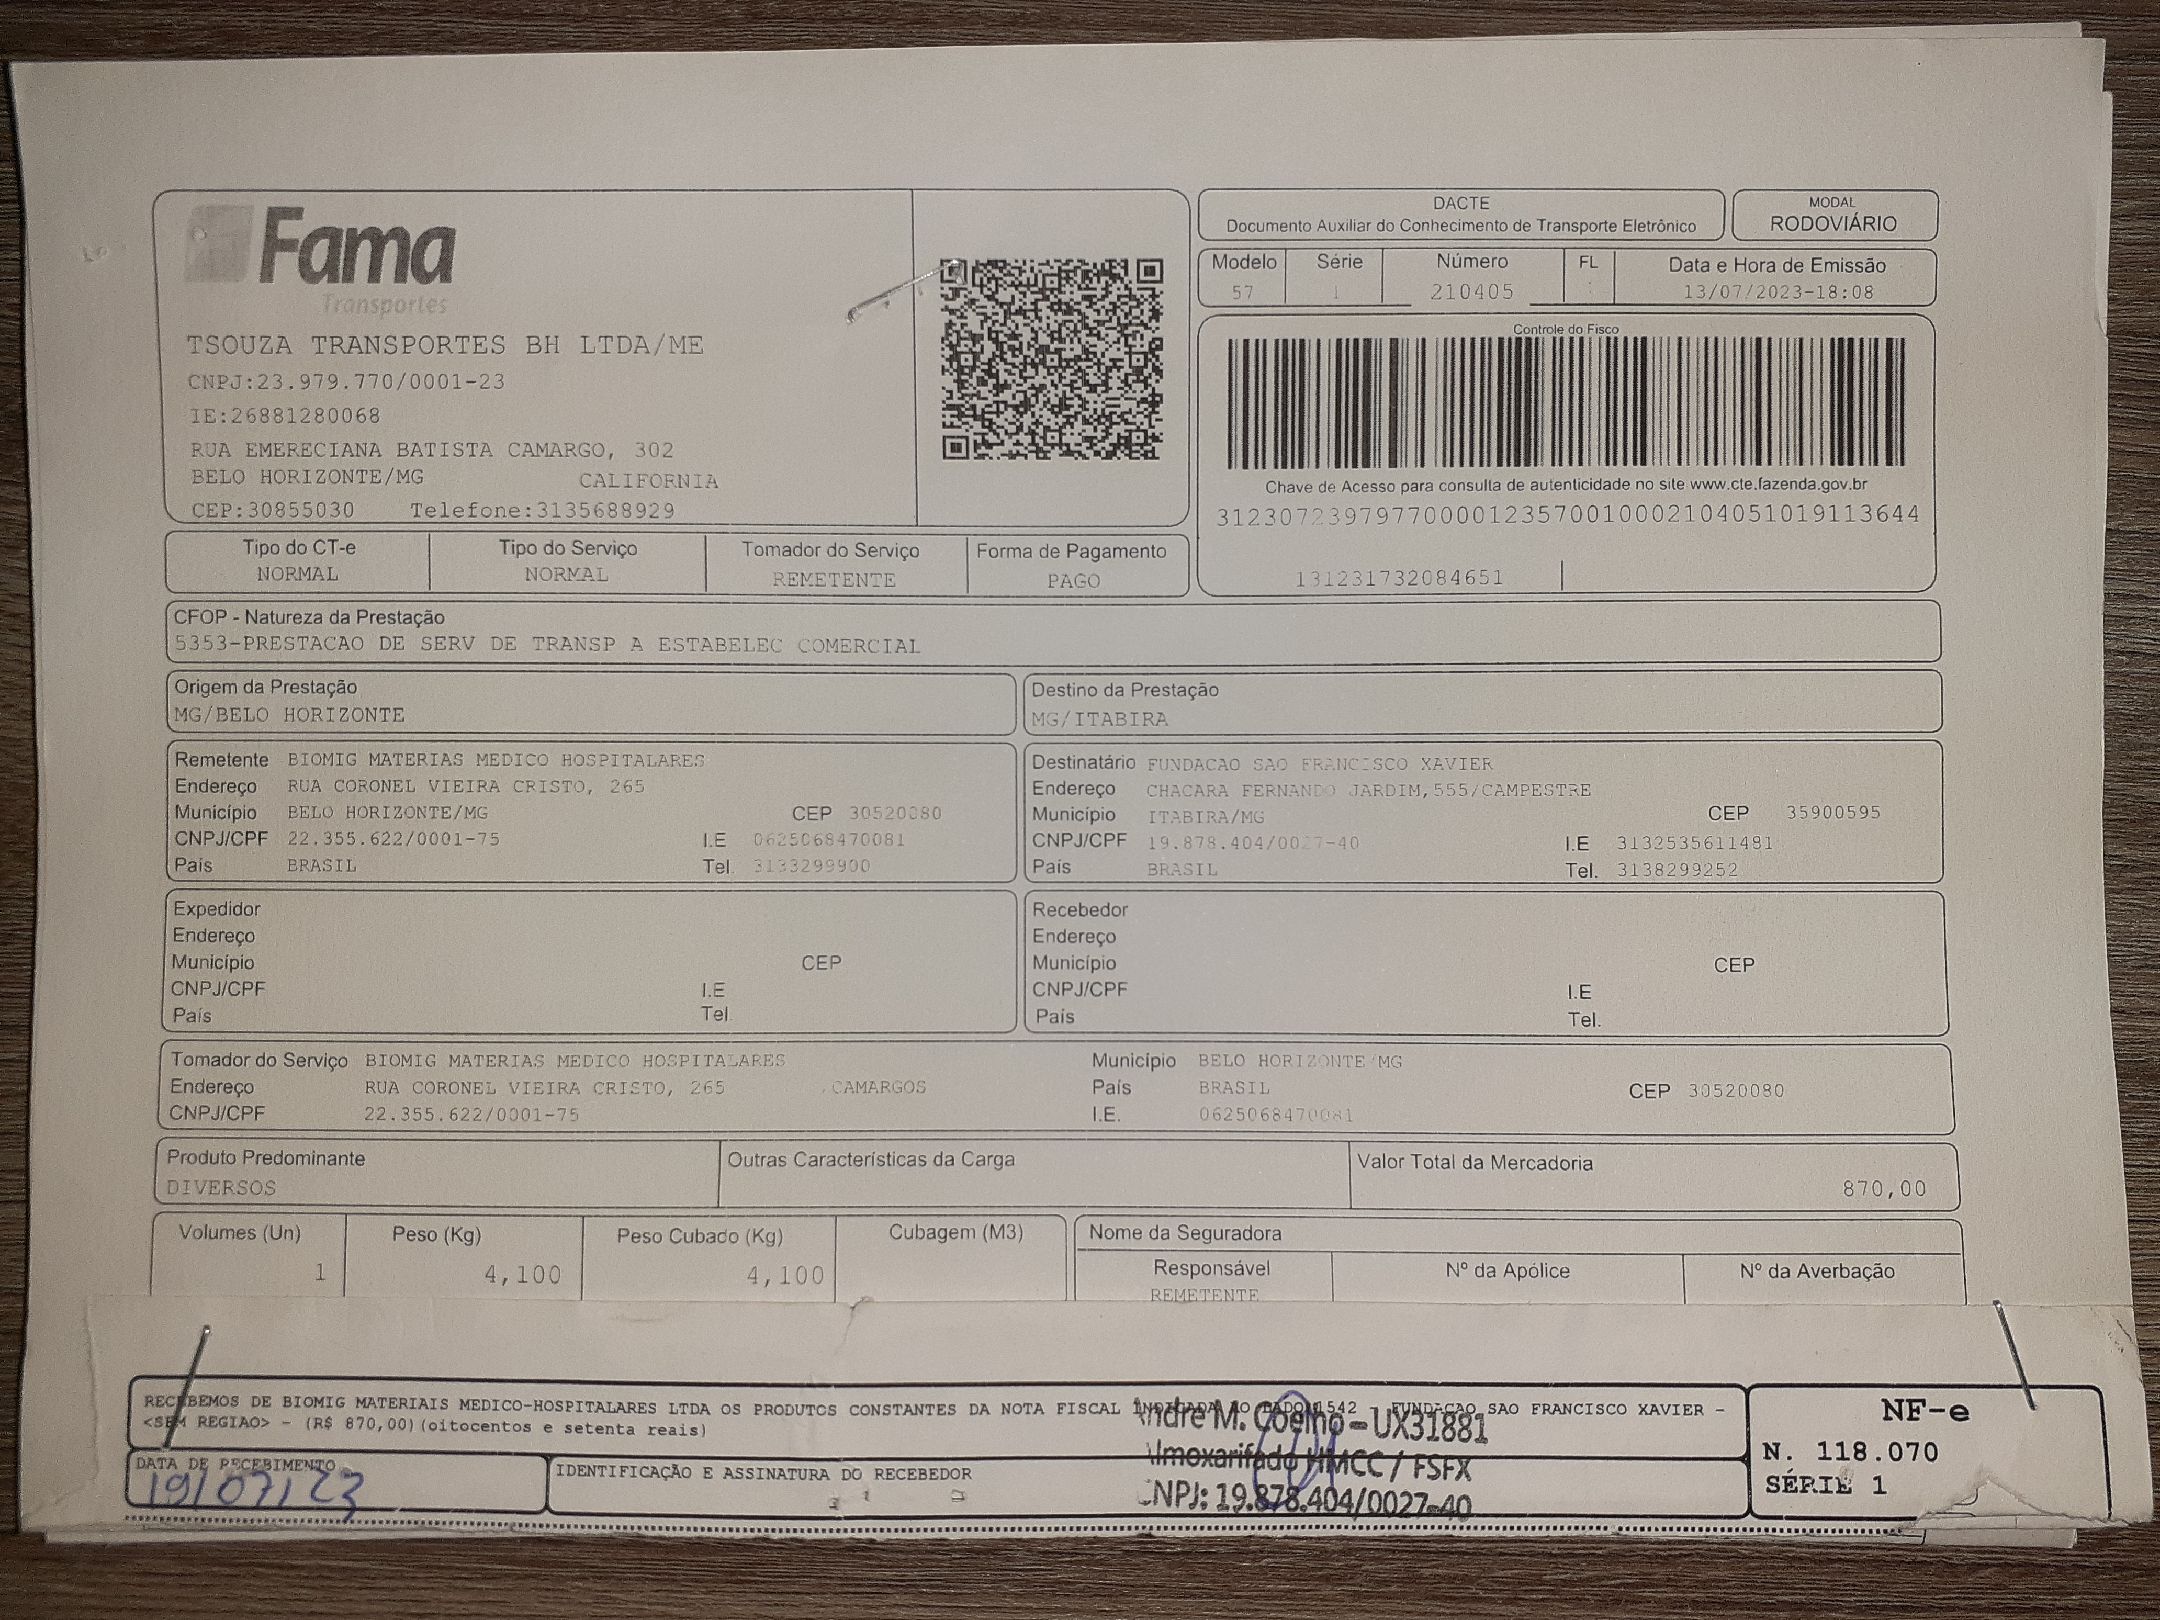 Fama
Transportes
TSOUZA TRANSPORTES BH LTDA/ME
CNPJ:23.979.770/0001-23
IE:26881280068
RUA EMERECIANA BATISTA CAMARGO, 302
BELO HORIZONTE/MG CALIFORNIA
CEP:30855030 Telefone:3135688929
DACTE
Documento Auxiliar do Conhecimento de Transporte Eletrônico
MODAL
RODOVIÁRIO
Modelo Série Número FL Data e Hora de Emissão
57 1 210405 13/07/2023-18:08
Controle do Fisco
Chave de Acesso para consulta de autenticidade no site www.cte.fazenda.gov.br
31230723979770000123570010002104051019113644
131231732084651
Tipo do CT-e Tipo do Serviço Tomador do Serviço Forma de Pagamento
NORMAL NORMAL REMETENTE PAGO
CFOP - Natureza da Prestação
5353-PRESTACAO DE SERV DE TRANSP A ESTABELEC COMERCIAL
Origem da Prestação
MG/BELO HORIZONTE
Destino da Prestação
MG/ITABIRA
Remetente BIOMIG MATERIAS MEDICO HOSPITALARES
Endereço RUA CORONEL VIEIRA CRISTO, 265
Município BELO HORIZONTE/MG CEP 30520080
CNPJ/CPF 22.355.622/0001-75 I.E 0625068470081
País BRASIL Tel. 3133299900
Destinatário FUNDACAO SAO FRANCISCO XAVIER
Endereço CHACARA FERNANDO JARDIM,555/CAMPESTRE
Município ITABIRA/MG CEP 35900595
CNPJ/CPF 19.878.404/0027-40 I.E 3132535611481
País BRASIL Tel. 3138299252
Expedidor
Endereço
Município CEP
CNPJ/CPF I.E
País Tel.
Recebedor
Endereço
Município CEP
CNPJ/CPF I.E
País Tel.
Tomador do Serviço BIOMIG MATERIAS MEDICO HOSPITALARES Município BELO HORIZONTE/MG
Endereço RUA CORONEL VIEIRA CRISTO, 265 .CAMARGOS País BRASIL CEP 30520080
CNPJ/CPF 22.355.622/0001-75 I.E. 0625068470081
Produto Predominante Outras Características da Carga Valor Total da Mercadoria
DIVERSOS 870,00
Volumes (Un) Peso (Kg) Peso Cubado (Kg) Cubagem (M3)
1 4,100 4,100
Nome da Seguradora
Responsável Nº da Apólice Nº da Averbação
REMETENTE
RECEBEMOS DE BIOMIG MATERIAIS MEDICO-HOSPITALARES LTDA OS PRODUTOS CONSTANTES DA NOTA FISCAL INDICADA AO LADO 1542 - FUNDACAO SAO FRANCISCO XAVIER -
<SEM REGIAO> - (R$ 870,00)(oitocentos e setenta reais)
DATA DE RECEBIMENTO
19/07/23
IDENTIFICAÇÃO E ASSINATURA DO RECEBEDOR
Andre M. Coelho-UX31881
Almoxarifado HMCC / FSFX
CNPJ: 19.878.404/0027-40
NF-e
N. 118.070
SÉRIE 1